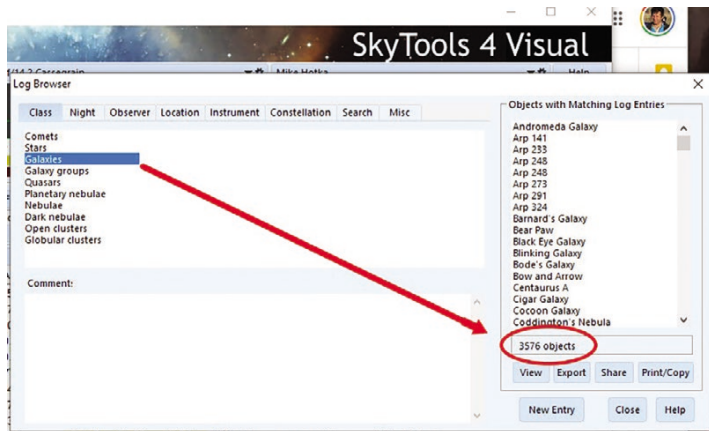 SkyTools 4 Visual
f/14.2 Cassegrain Mike Hotka Help
Log Browser
Class Night Observer Location Instrument Constellation Search Misc
Comets
Stars
Galaxies
Galaxy groups
Quasars
Planetary nebulae
Nebulae
Dark nebulae
Open clusters
Globular clusters
Comment:
Objects with Matching Log Entries
Andromeda Galaxy
Arp 141
Arp 233
Arp 248
Arp 248
Arp 273
Arp 291
Arp 324
Barnard's Galaxy
Bear Paw
Black Eye Galaxy
Blinking Galaxy
Bode's Galaxy
Bow and Arrow
Centaurus A
Cigar Galaxy
Cocoon Galaxy
Coddington's Nebula
3576 objects
View Export Share Print/Copy
New Entry Close Help